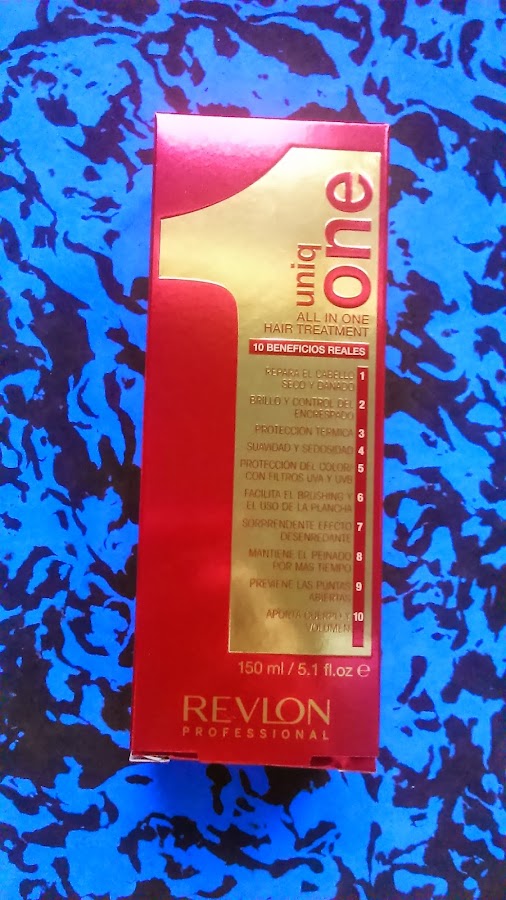 uniq
one
ALL IN ONE
HAIR TREATMENT
10 BENEFICIOS REALES
REPARA EL CABELLO 1
SECO Y DAÑADO
BRILLO Y CONTROL DEL 2
ENCRESPADO
PROTECCIÓN TÉRMICA 3
SUAVIDAD Y SEDOSIDAD 4
PROTECCIÓN DEL COLOR 5
CON FILTROS UVA Y UVB
FACILITA EL BRUSHING Y 6
EL USO DE LA PLANCHA
SORPRENDENTE EFECTO 7
DESENREDANTE
MANTIENE EL PEINADO 8
POR MÁS TIEMPO
PREVIENE LAS PUNTAS 9
ABIERTAS
APORTA CUERPO Y 10
VOLUMEN
150 ml / 5.1 fl.oz ℮
REVLON
PROFESSIONAL